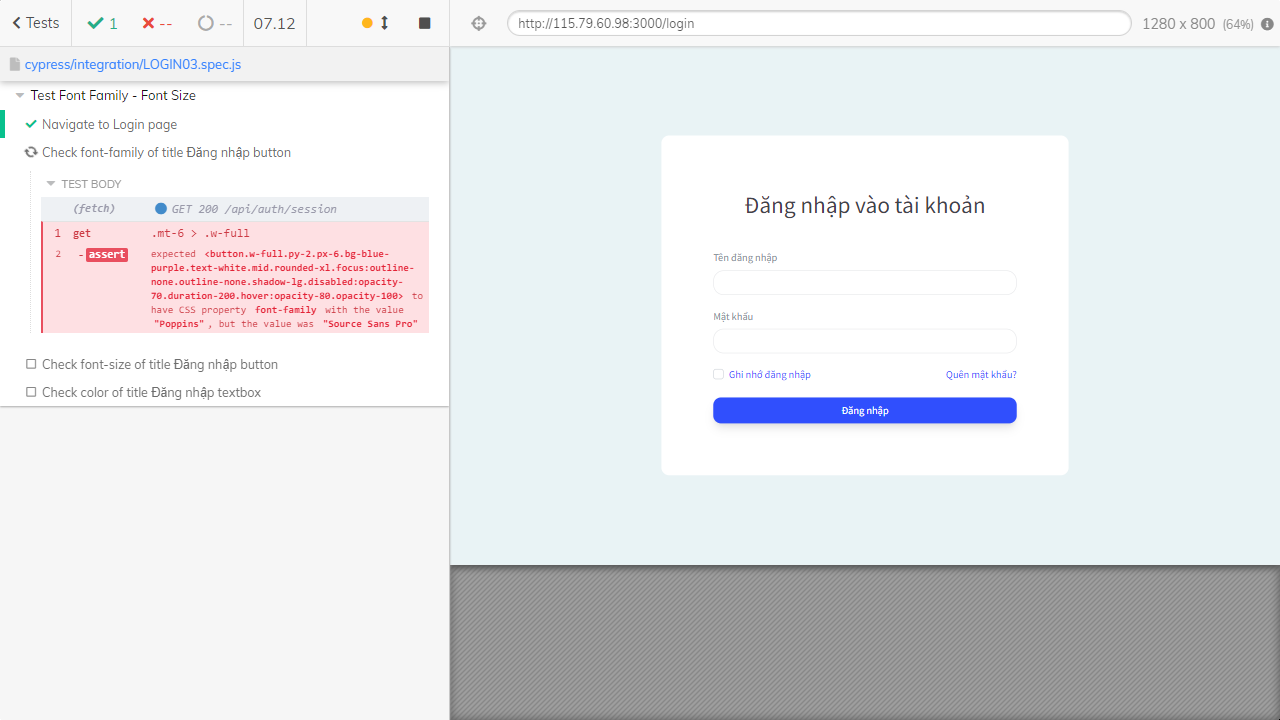 Tests
1
--
--
07.12
http://115.79.60.98:3000/login
1280 x 800 (64%)
cypress/integration/LOGIN03.spec.js
Test Font Family - Font Size
Navigate to Login page
Check font-family of title Đăng nhập button
TEST BODY
(fetch) GET 200 /api/auth/session
1 get .mt-6 > .w-full
2 -assert expected <button.w-full.py-2.px-6.bg-blue-
purple.text-white.mid.rounded-xl.focus:outline-
none.outline-none.shadow-lg.disabled:opacity-
70.duration-200.hover:opacity-80.opacity-100> to
have CSS property font-family with the value
"Poppins", but the value was "Source Sans Pro"
Check font-size of title Đăng nhập button
Check color of title Đăng nhập textbox
Đăng nhập vào tài khoản
Tên đăng nhập
Mật khẩu
Ghi nhớ đăng nhập
Quên mật khẩu?
Đăng nhập